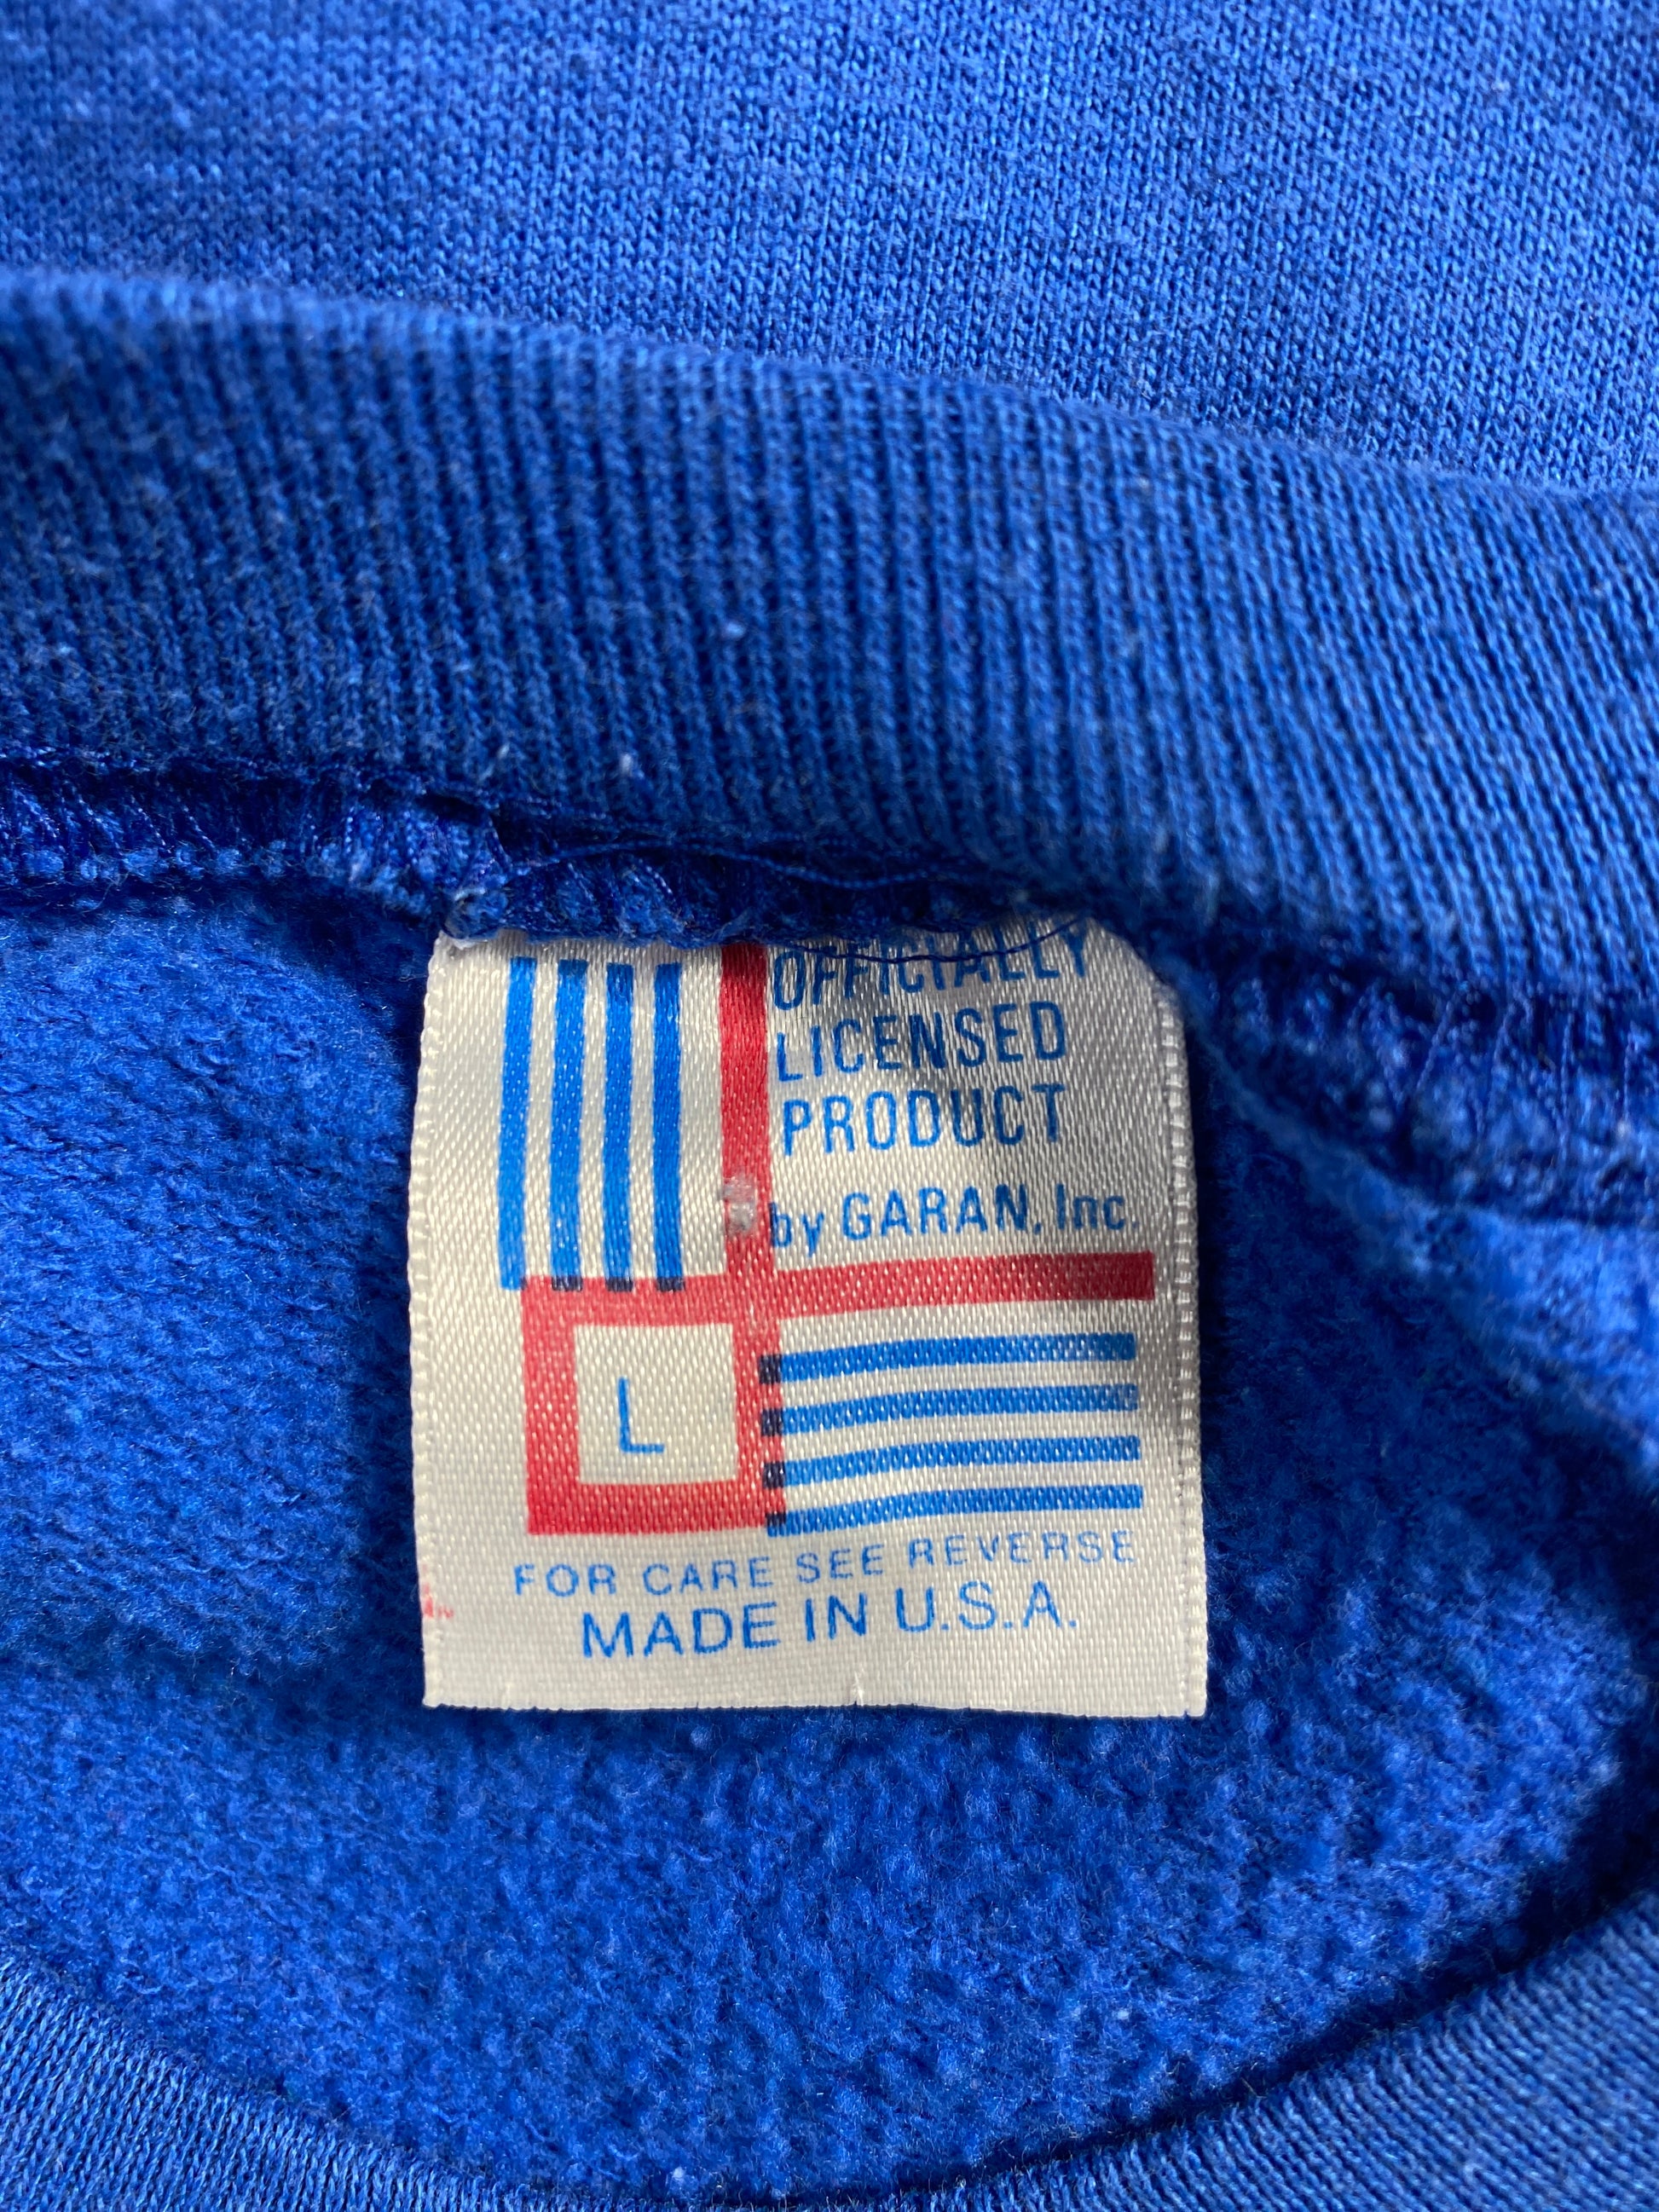 OFFICIALLY
LICENSED
PRODUCT
by GARAN, Inc.
L
FOR CARE SEE REVERSE
MADE IN U.S.A.